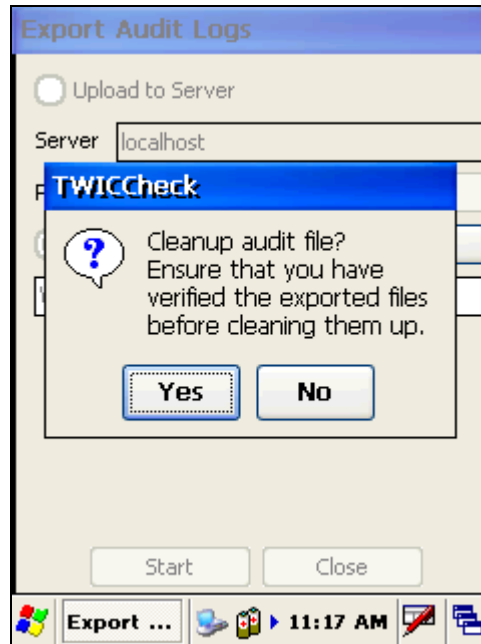 Export Audit Logs
Upload to Server
Server localhost
TWICCheck
Cleanup audit file?
Ensure that you have
verified the exported files
before cleaning them up.
Yes No
Start Close
Export ... 11:17 AM